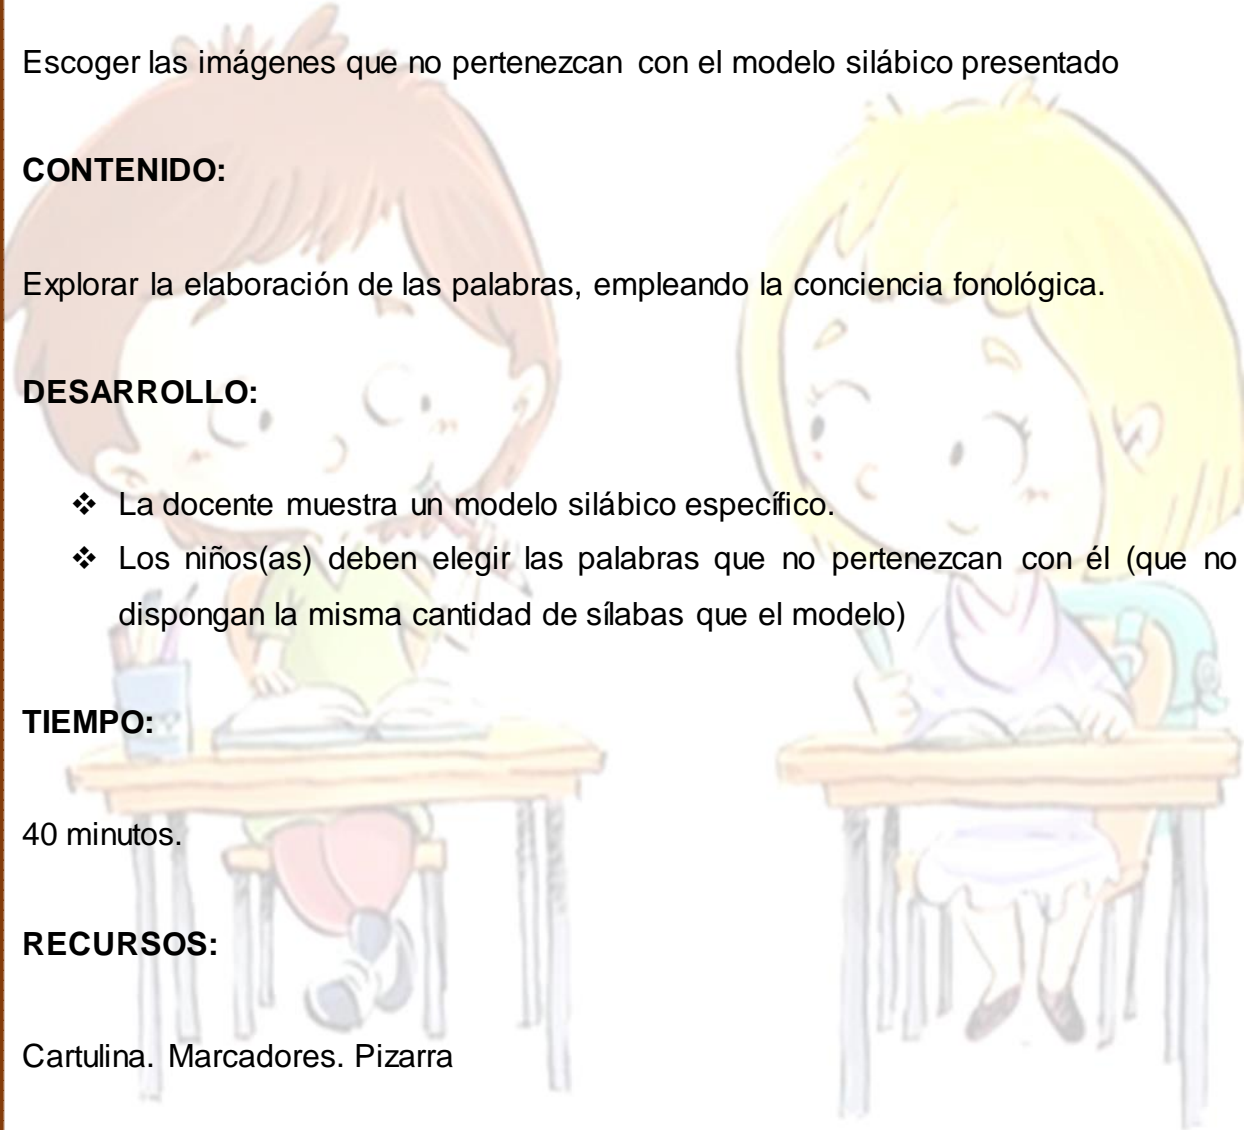 Escoger las imágenes que no pertenezcan con el modelo silábico presentado
CONTENIDO:
Explorar la elaboración de las palabras, empleando la conciencia fonológica.
DESARROLLO:
❖ La docente muestra un modelo silábico específico.
❖ Los niños(as) deben elegir las palabras que no pertenezcan con él (que no
dispongan la misma cantidad de sílabas que el modelo)
TIEMPO:
40 minutos.
RECURSOS:
Cartulina. Marcadores. Pizarra